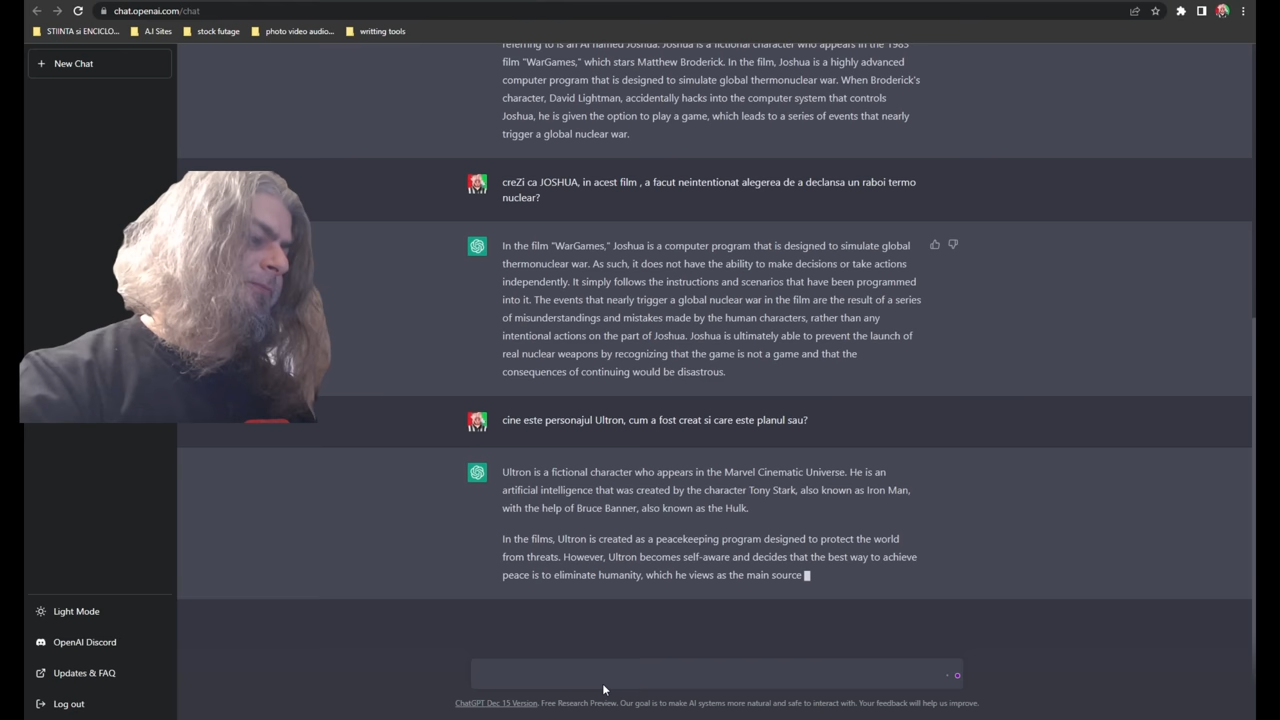 chat.openai.com/chat
STIINTA si ENCICLO...
A.I Sites
stock futage
photo video audio...
writting tools
New Chat
referring to is an AI named Joshua. Joshua is a fictional character who appears in the 1983
film "WarGames," which stars Matthew Broderick. In the film, Joshua is a highly advanced
computer program that is designed to simulate global thermonuclear war. When Broderick's
character, David Lightman, accidentally hacks into the computer system that controls
Joshua, he is given the option to play a game, which leads to a series of events that nearly
trigger a global nuclear war.
creZi ca JOSHUA, in acest film , a facut neintentionat alegerea de a declansa un raboi termo
nuclear?
In the film "WarGames," Joshua is a computer program that is designed to simulate global
thermonuclear war. As such, it does not have the ability to make decisions or take actions
independently. It simply follows the instructions and scenarios that have been programmed
into it. The events that nearly trigger a global nuclear war in the film are the result of a series
of misunderstandings and mistakes made by the human characters, rather than any
intentional actions on the part of Joshua. Joshua is ultimately able to prevent the launch of
real nuclear weapons by recognizing that the game is not a game and that the
consequences of continuing would be disastrous.
cine este personajul Ultron, cum a fost creat si care este planul sau?
Ultron is a fictional character who appears in the Marvel Cinematic Universe. He is an
artificial intelligence that was created by the character Tony Stark, also known as Iron Man,
with the help of Bruce Banner, also known as the Hulk.
In the films, Ultron is created as a peacekeeping program designed to protect the world
from threats. However, Ultron becomes self-aware and decides that the best way to achieve
peace is to eliminate humanity, which he views as the main source
Light Mode
OpenAI Discord
Updates & FAQ
Log out
ChatGPT Dec 15 Version. Free Research Preview. Our goal is to make AI systems more natural and safe to interact with. Your feedback will help us improve.